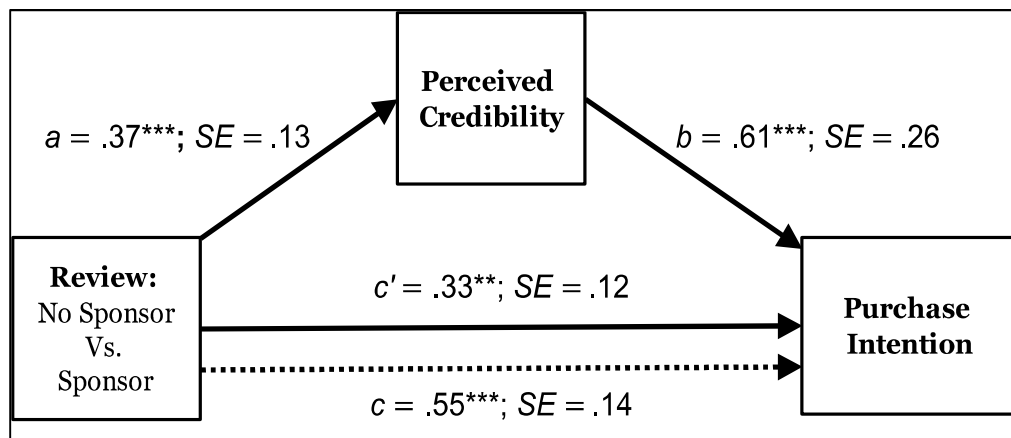 Perceived
Credibility
a = .37***; SE = .13
b = .61***; SE = .26
Review:
No Sponsor
Vs.
Sponsor
c' = .33**; SE = .12
Purchase
Intention
c = .55***; SE = .14